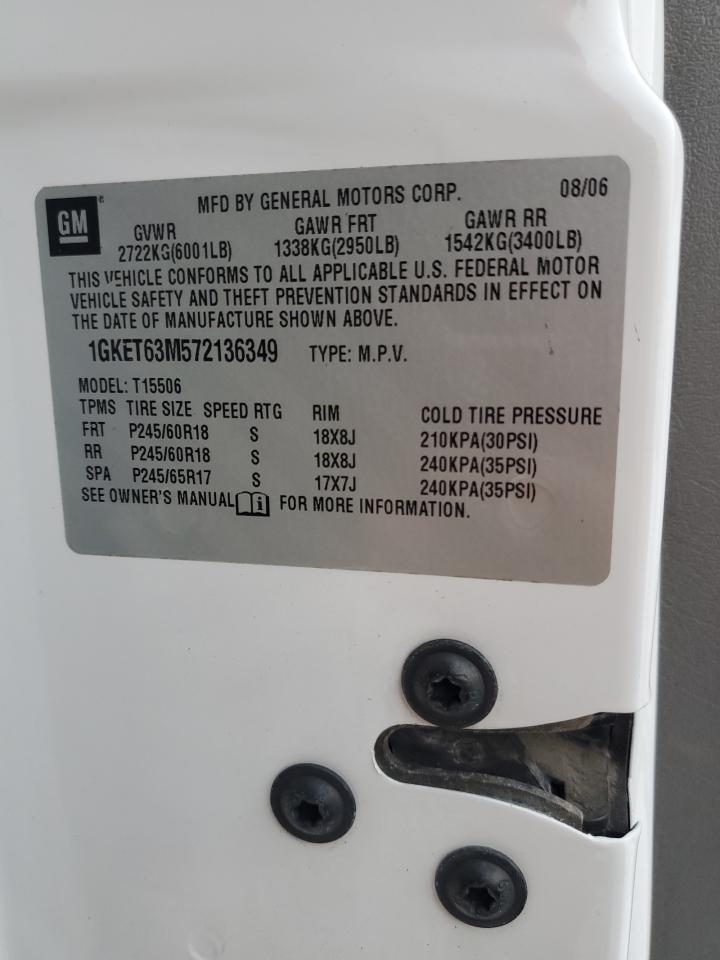 GM
®
MFD BY GENERAL MOTORS CORP.
08/06
GVWR
GAWR FRT
GAWR RR
2722KG(6001LB)
1338KG(2950LB)
1542KG(3400LB)
THIS VEHICLE CONFORMS TO ALL APPLICABLE U.S. FEDERAL MOTOR
VEHICLE SAFETY AND THEFT PREVENTION STANDARDS IN EFFECT ON
THE DATE OF MANUFACTURE SHOWN ABOVE.
1GKET63M572136349 TYPE: M.P.V.
MODEL: T15506
TPMS TIRE SIZE SPEED RTG RIM COLD TIRE PRESSURE
FRT P245/60R18 S 18X8J 210KPA(30PSI)
RR P245/60R18 S 18X8J 240KPA(35PSI)
SPA P245/65R17 S 17X7J 240KPA(35PSI)
SEE OWNER'S MANUAL i FOR MORE INFORMATION.